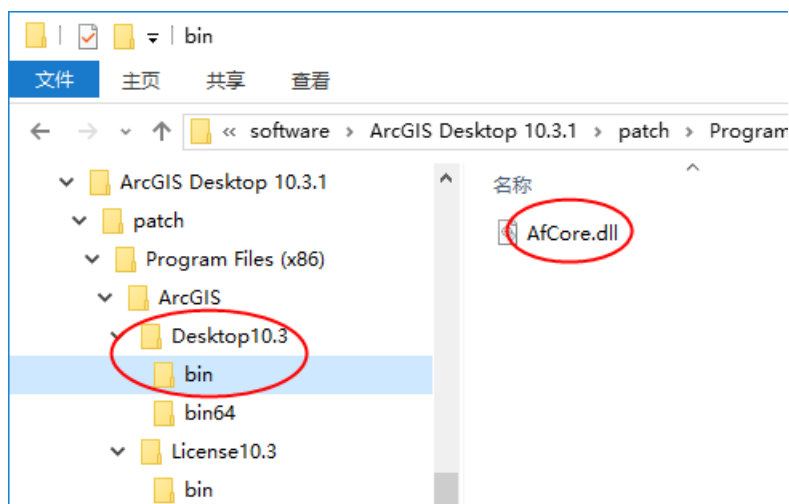 bin
文件 主页 共享 查看
« software › ArcGIS Desktop 10.3.1 › patch › Program
ArcGIS Desktop 10.3.1
patch
Program Files (x86)
ArcGIS
Desktop10.3
bin
bin64
License10.3
bin
名称
AfCore.dll